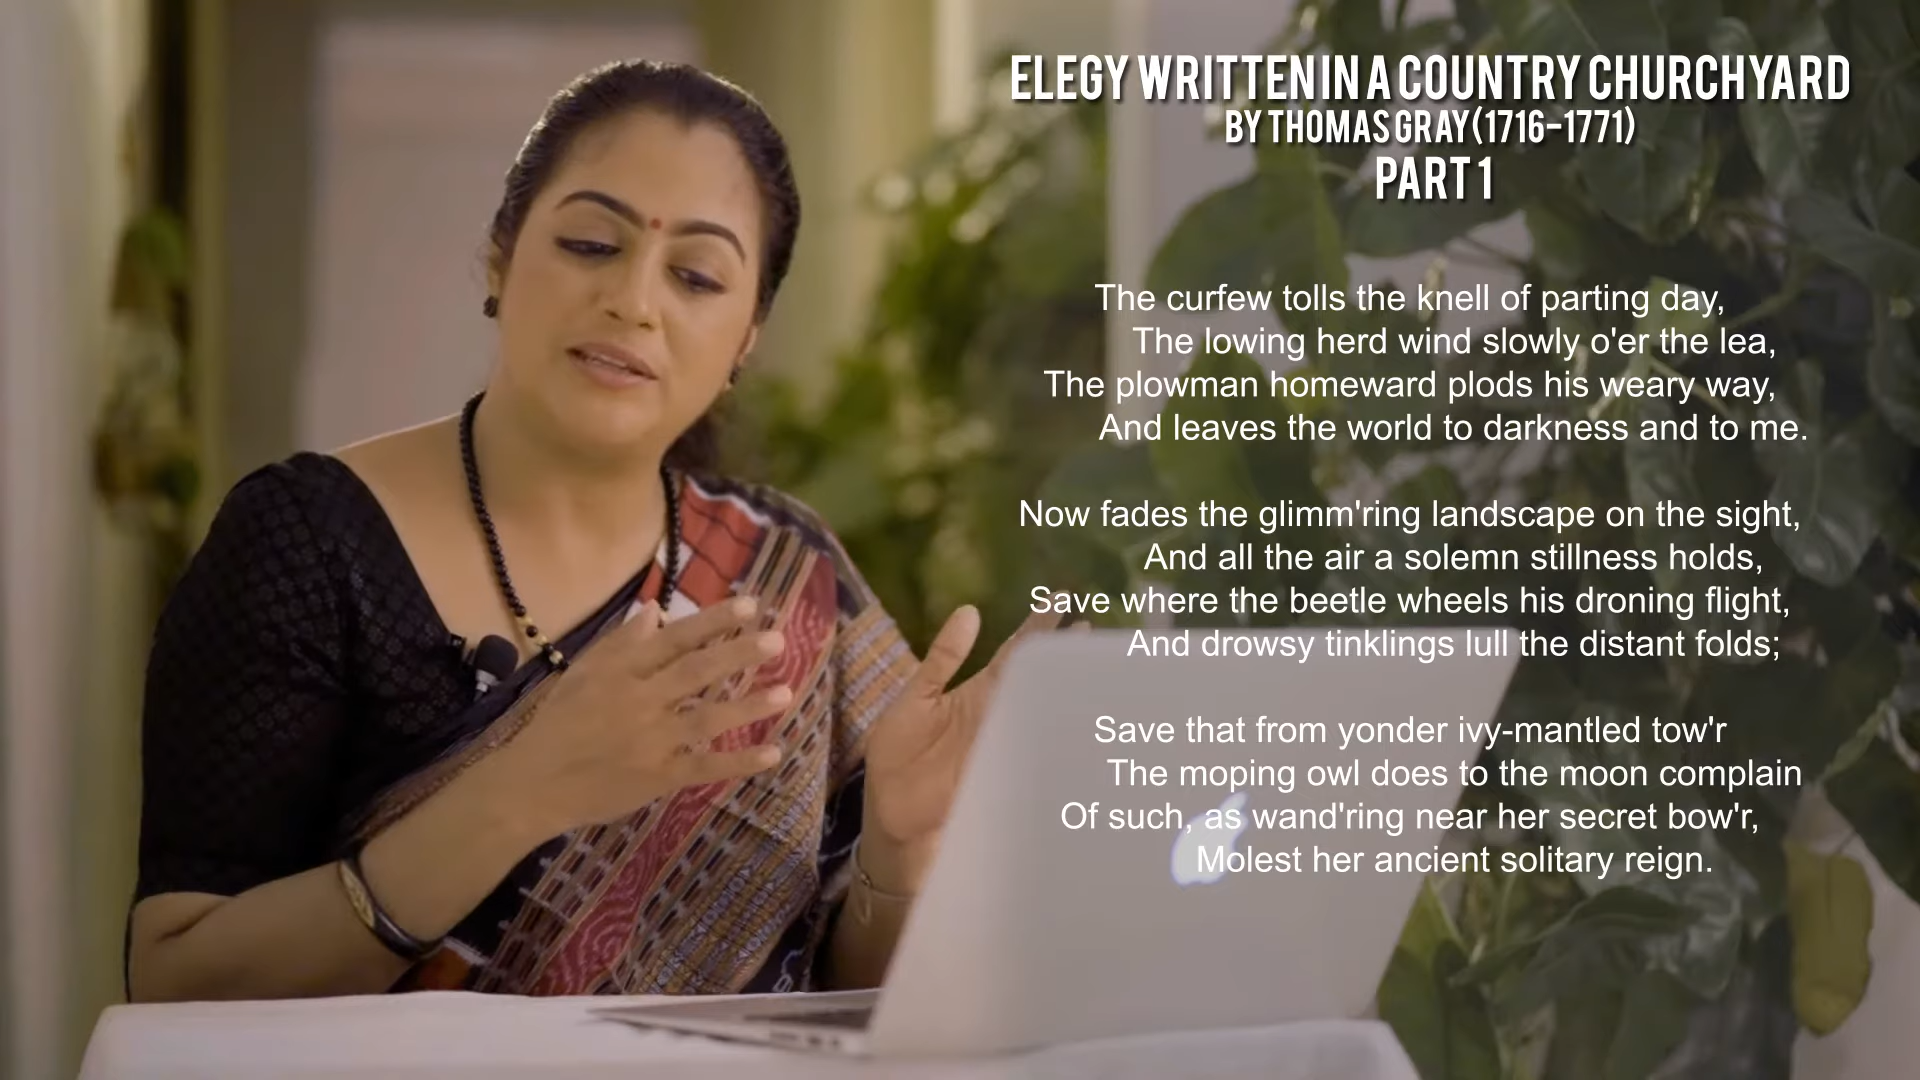 ELEGY WRITTEN IN A COUNTRY CHURCHYARD
BY THOMAS GRAY (1716-1771)
PART 1
The curfew tolls the knell of parting day,
The lowing herd wind slowly o'er the lea,
The plowman homeward plods his weary way,
And leaves the world to darkness and to me.
Now fades the glimm'ring landscape on the sight,
And all the air a solemn stillness holds,
Save where the beetle wheels his droning flight,
And drowsy tinklings lull the distant folds;
Save that from yonder ivy-mantled tow'r
The moping owl does to the moon complain
Of such, as wand'ring near her secret bow'r,
Molest her ancient solitary reign.